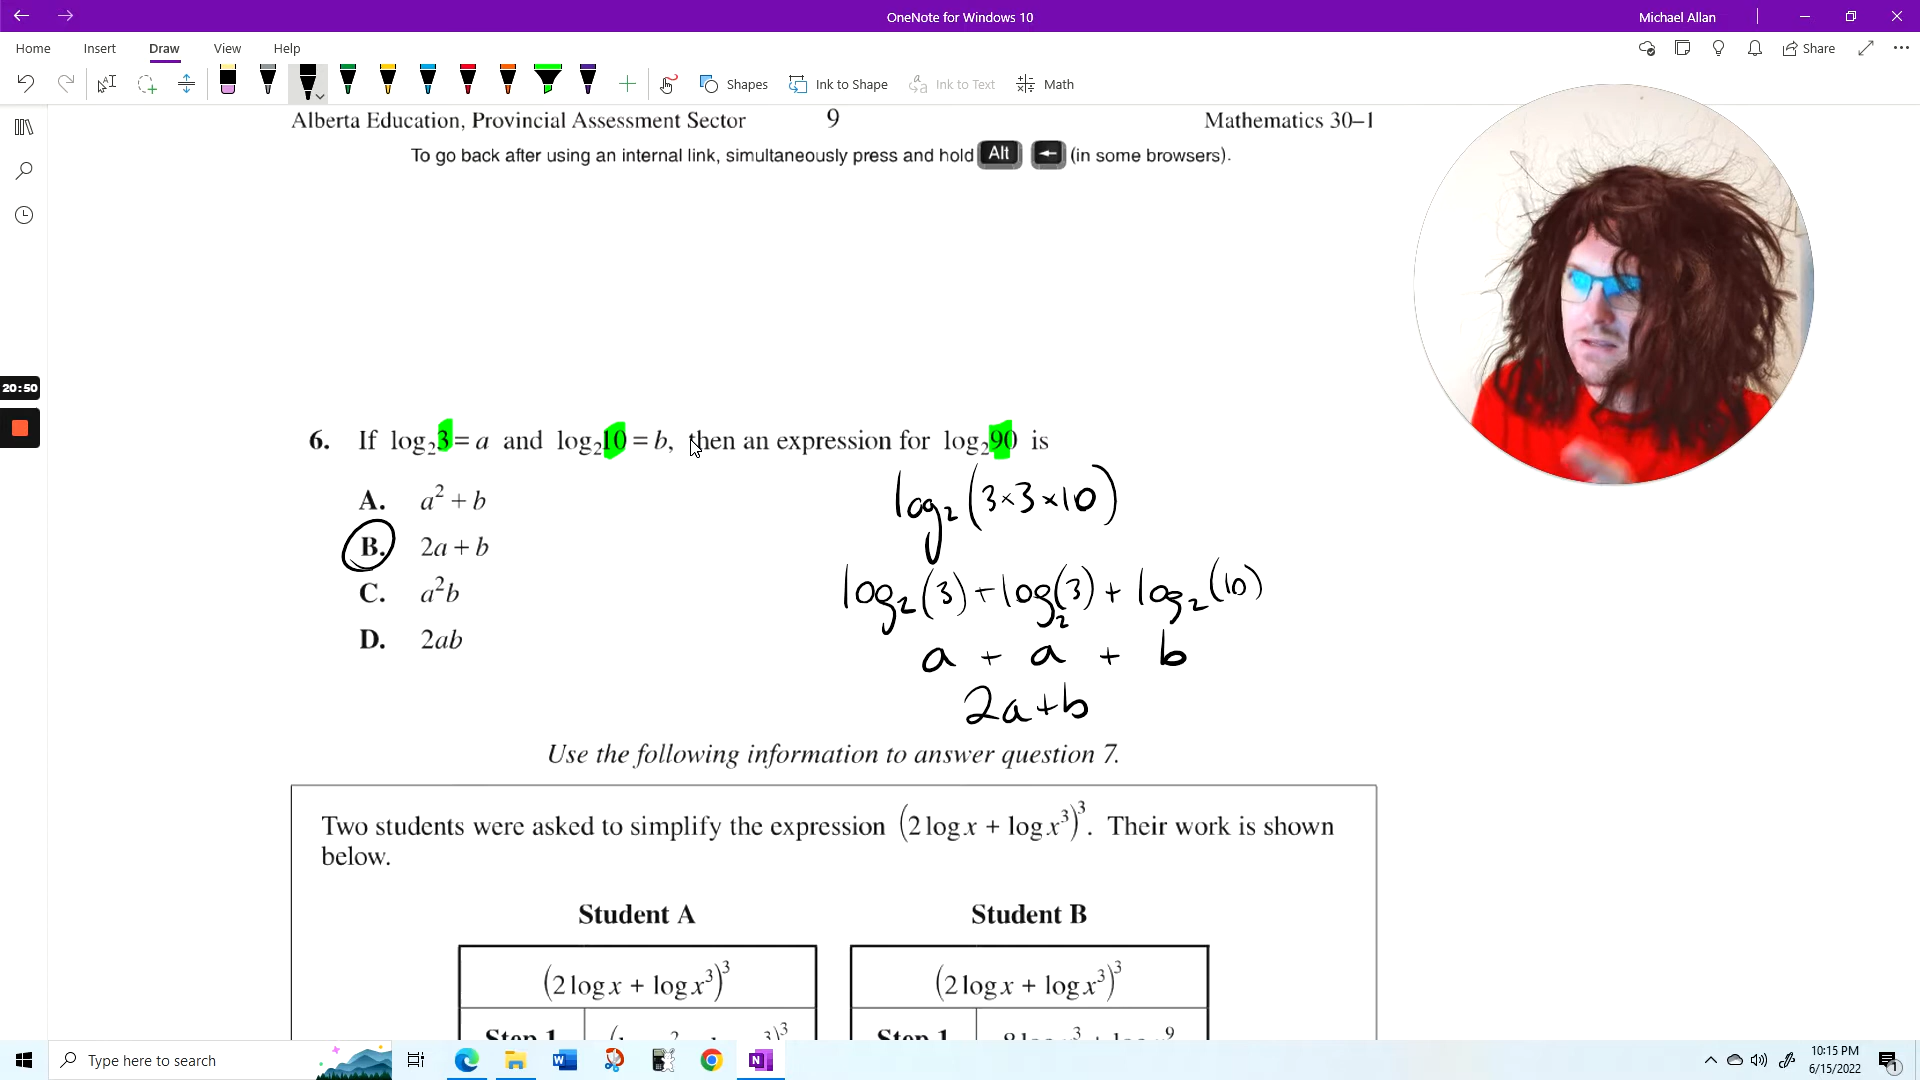 OneNote for Windows 10
Michael Allan
Home Insert Draw View Help
Share
Shapes Ink to Shape Ink to Text Math
Alberta Education, Provincial Assessment Sector 9 Mathematics 30–1
To go back after using an internal link, simultaneously press and hold Alt ← (in some browsers).
20:50
6. If log₂3 = a and log₂10 = b, then an expression for log₂90 is
A. a² + b
B. 2a + b
C. a²b
D. 2ab
log₂(3×3×10)
log₂(3) + log₂(3) + log₂(10)
a + a + b
2a+b
Use the following information to answer question 7.
Two students were asked to simplify the expression (2 log x + log x³)³. Their work is shown
below.
Student A Student B
(2 log x + log x³)³ (2 log x + log x³)³
Step 1 Step 1
Type here to search
10:15 PM
6/15/2022
1